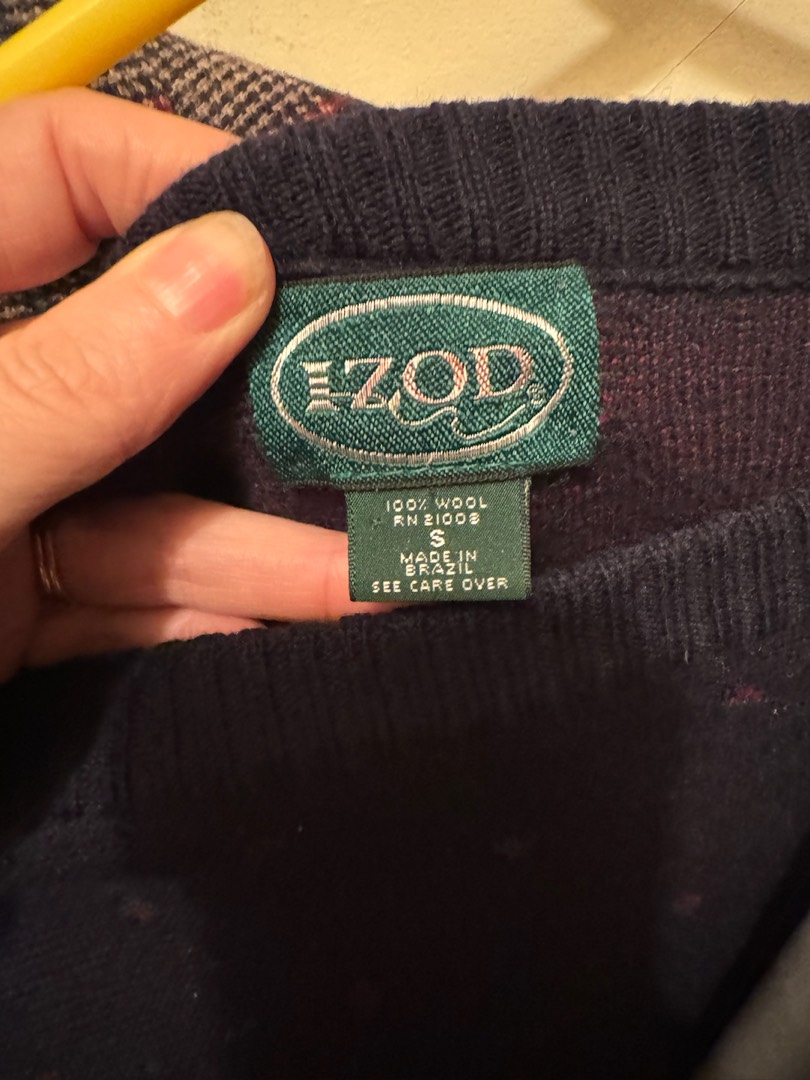 IZOD®
100% WOOL
RN 21008
S
MADE IN
BRAZIL
SEE CARE OVER